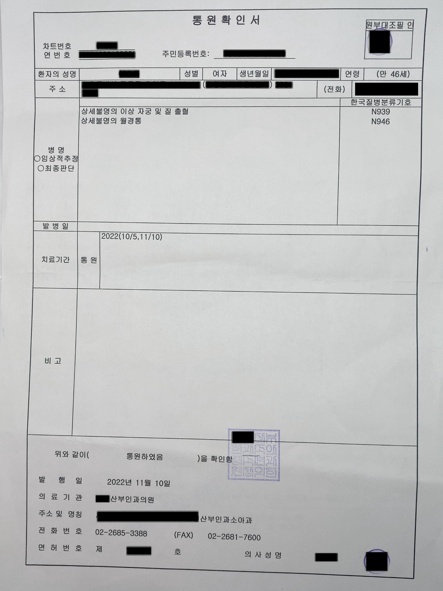 통원확인서
원부대조필 인
차트번호
면번호 주민등록번호:
환자의 성명 성별 여자 생년월일 연령 (만 46세)
주소 (전화)
한국질병분류기호
병명
○임상적추정
○최종판단
상세불명의 이상 자궁 및 질 출혈 N939
상세불명의 월경통 N946
발병일
치료기간 통원 2022(10/5,11/10)
비고
위와 같이( 통원하였음 )을 확인함
발행일 2022년 11월 10일
의료기관 산부인과의원
주소 및 명칭 산부인과소아과
전화번호 02-2685-3388 (FAX) 02-2681-7600
면허번호 제 호 의사성명